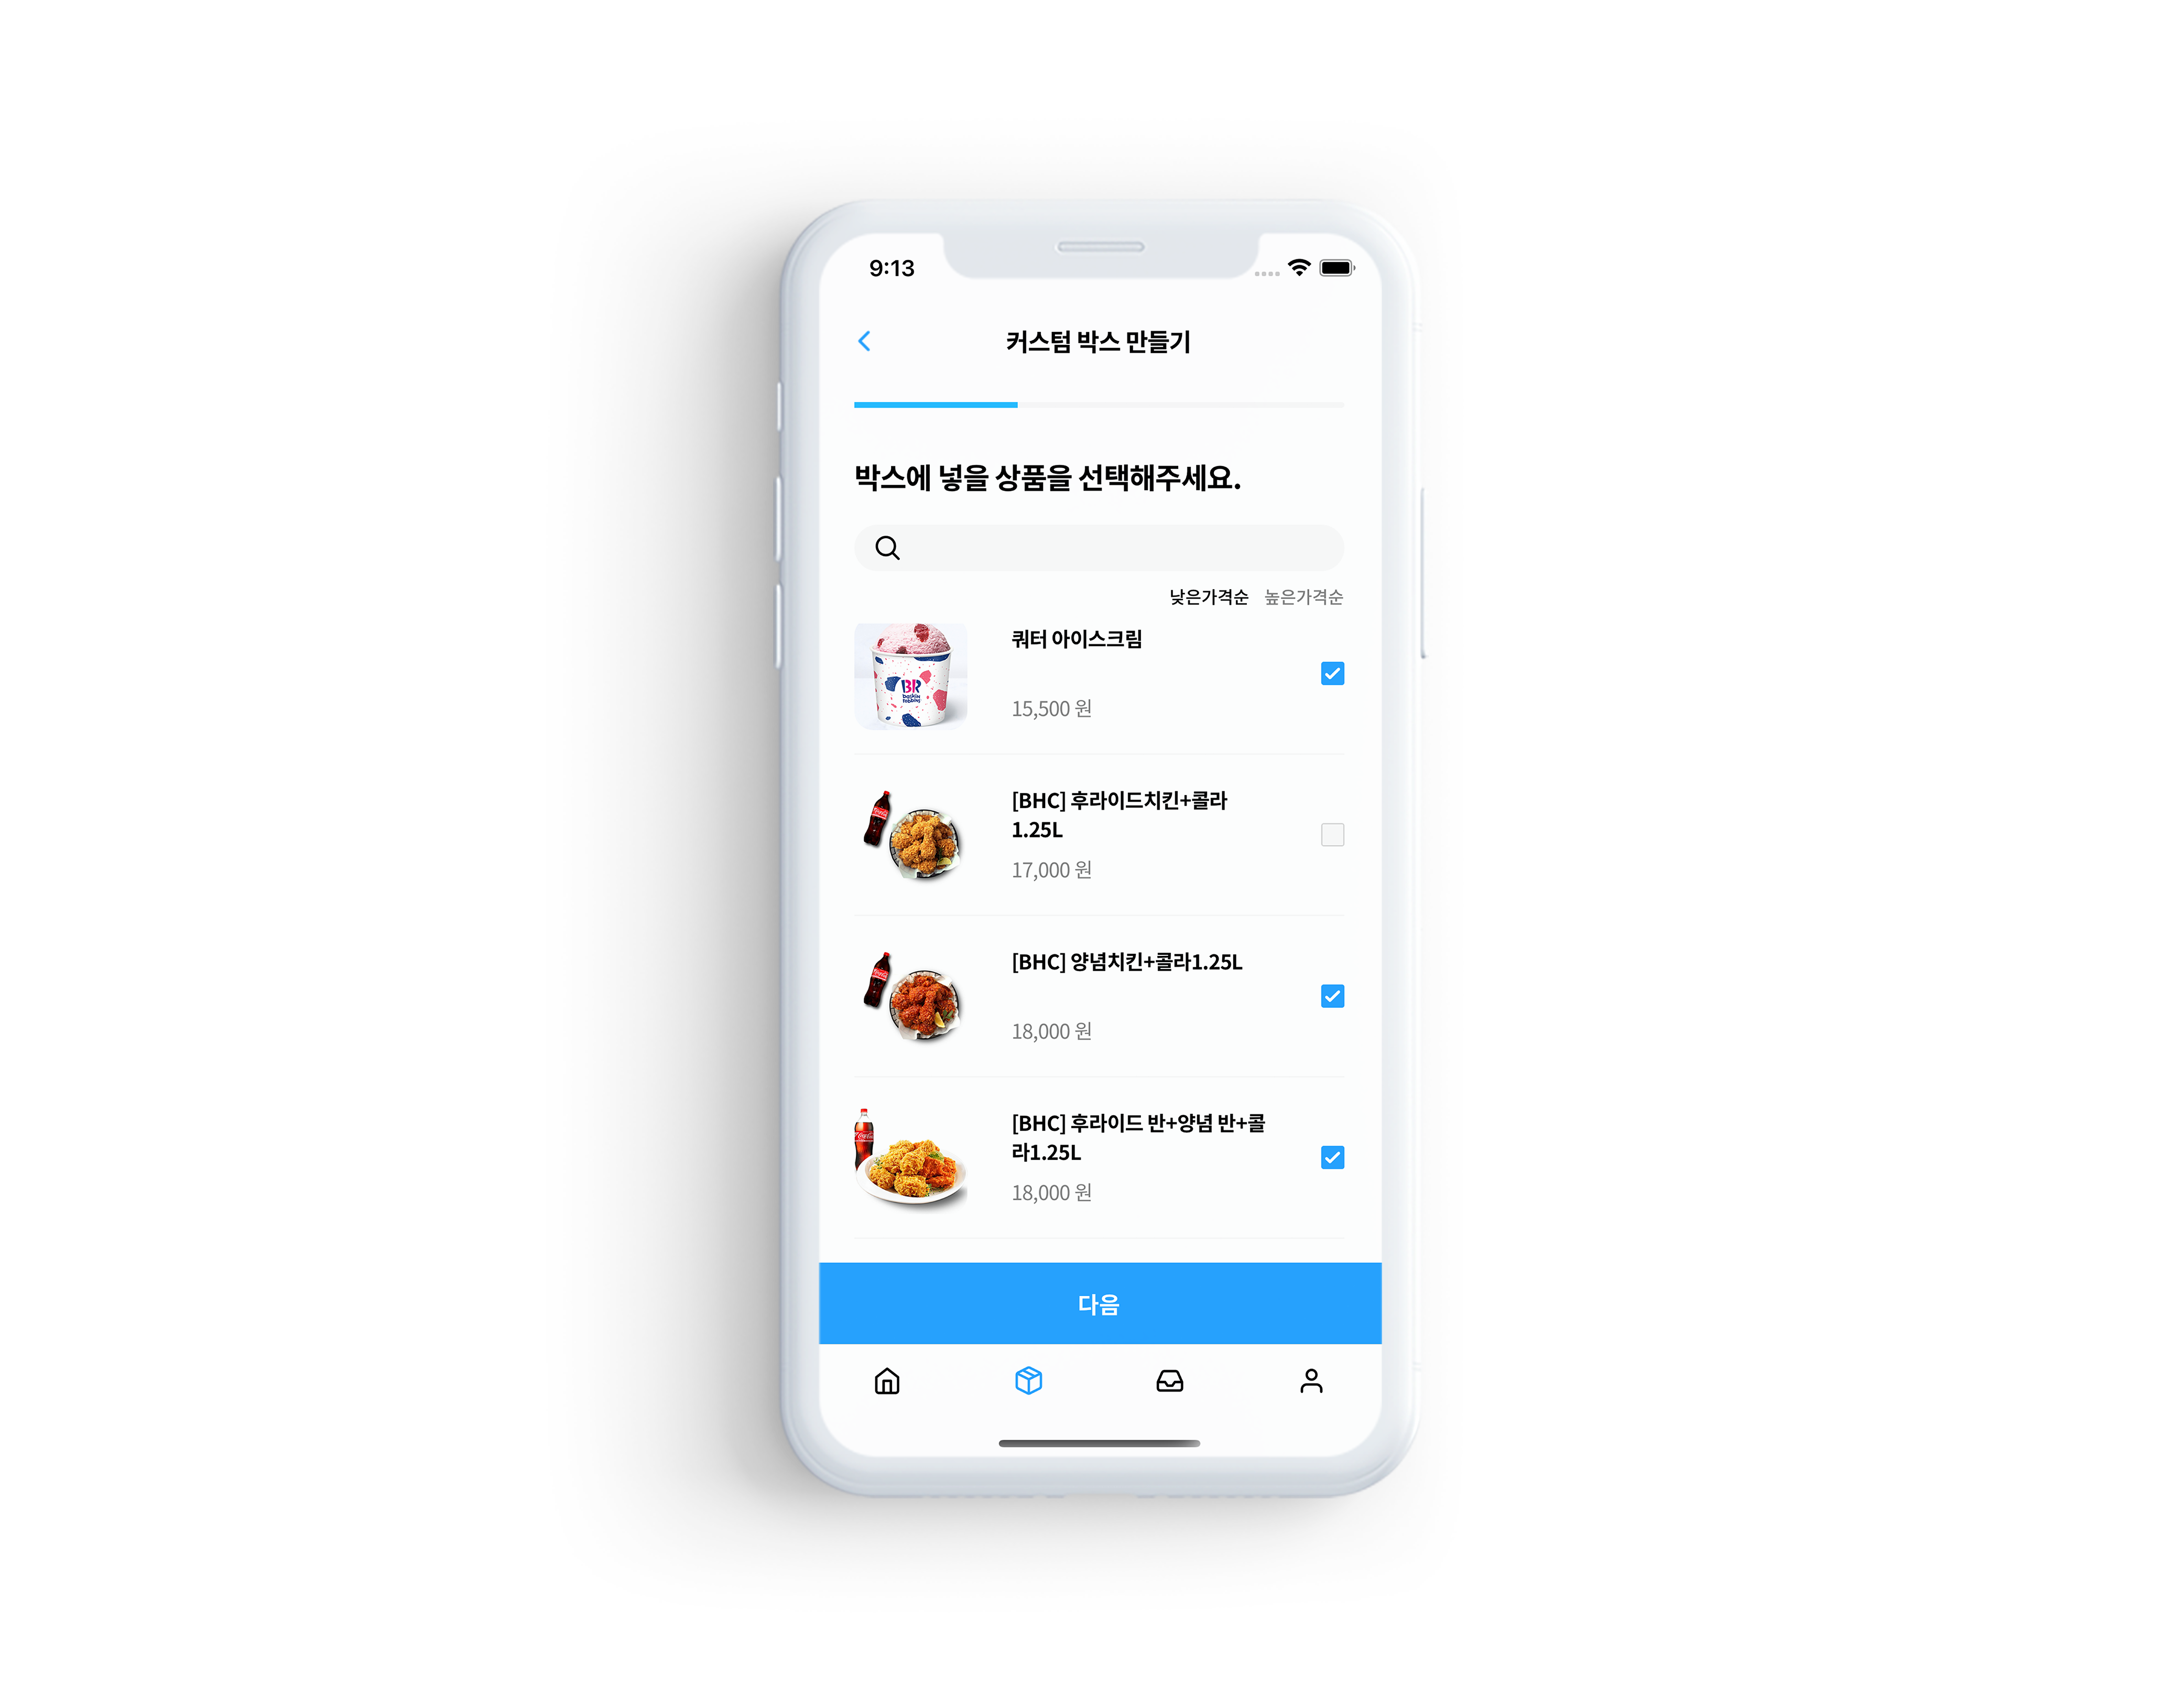 9:13
커스텀 박스 만들기
박스에 넣을 상품을 선택해주세요.
낮은가격순 높은가격순
쿼터 아이스크림
BR
baskin
robbins
15,500 원
[BHC] 후라이드치킨+콜라
1.25L
17,000 원
[BHC] 양념치킨+콜라1.25L
18,000 원
[BHC] 후라이드 반+양념 반+콜
라1.25L
18,000 원
다음